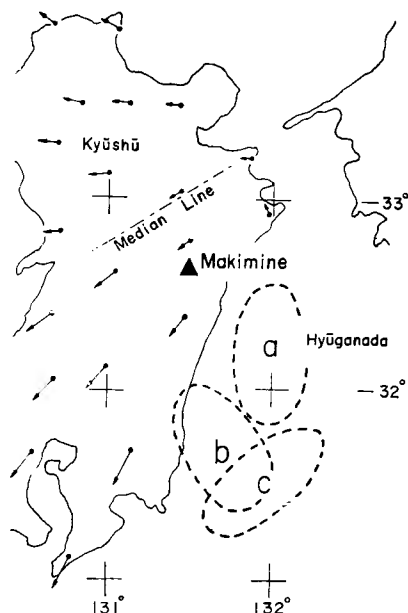 Kyūshū
33°
Median Line
Makimine
a
Hyūganada
32°
b
c
131°
132°